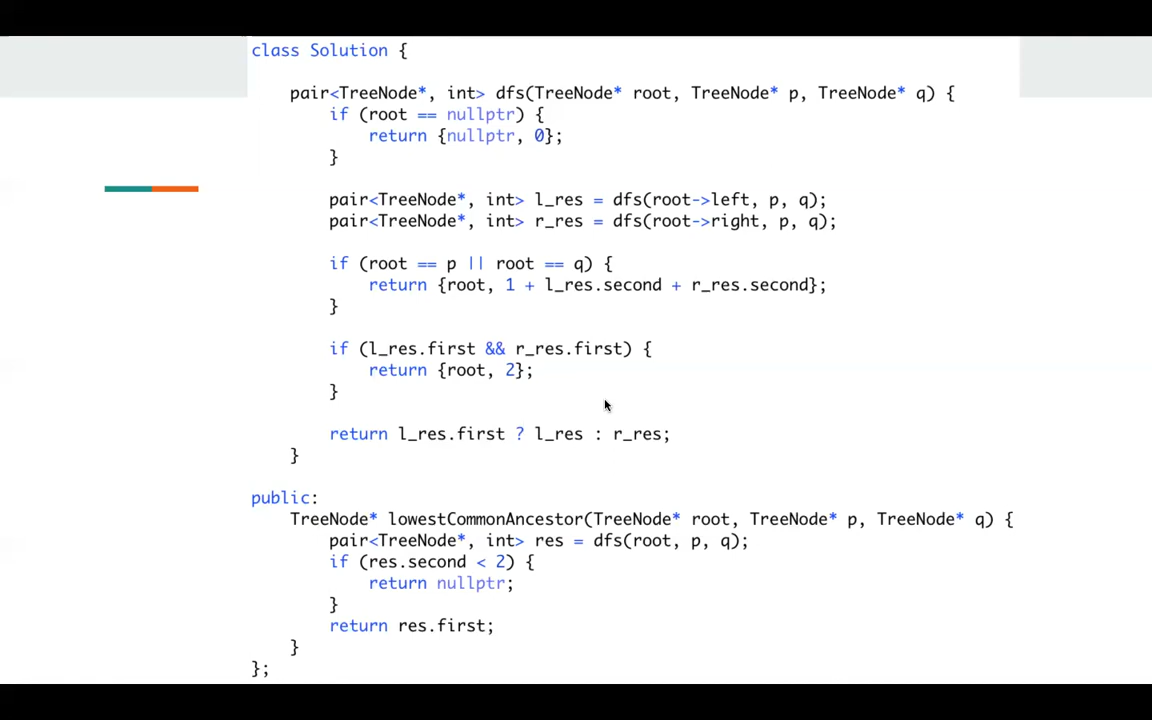 class Solution {
pair<TreeNode*, int> dfs(TreeNode* root, TreeNode* p, TreeNode* q) {
if (root == nullptr) {
return {nullptr, 0};
}
pair<TreeNode*, int> l_res = dfs(root->left, p, q);
pair<TreeNode*, int> r_res = dfs(root->right, p, q);
if (root == p || root == q) {
return {root, 1 + l_res.second + r_res.second};
}
if (l_res.first && r_res.first) {
return {root, 2};
}
return l_res.first ? l_res : r_res;
}
public:
TreeNode* lowestCommonAncestor(TreeNode* root, TreeNode* p, TreeNode* q) {
pair<TreeNode*, int> res = dfs(root, p, q);
if (res.second < 2) {
return nullptr;
}
return res.first;
}
};